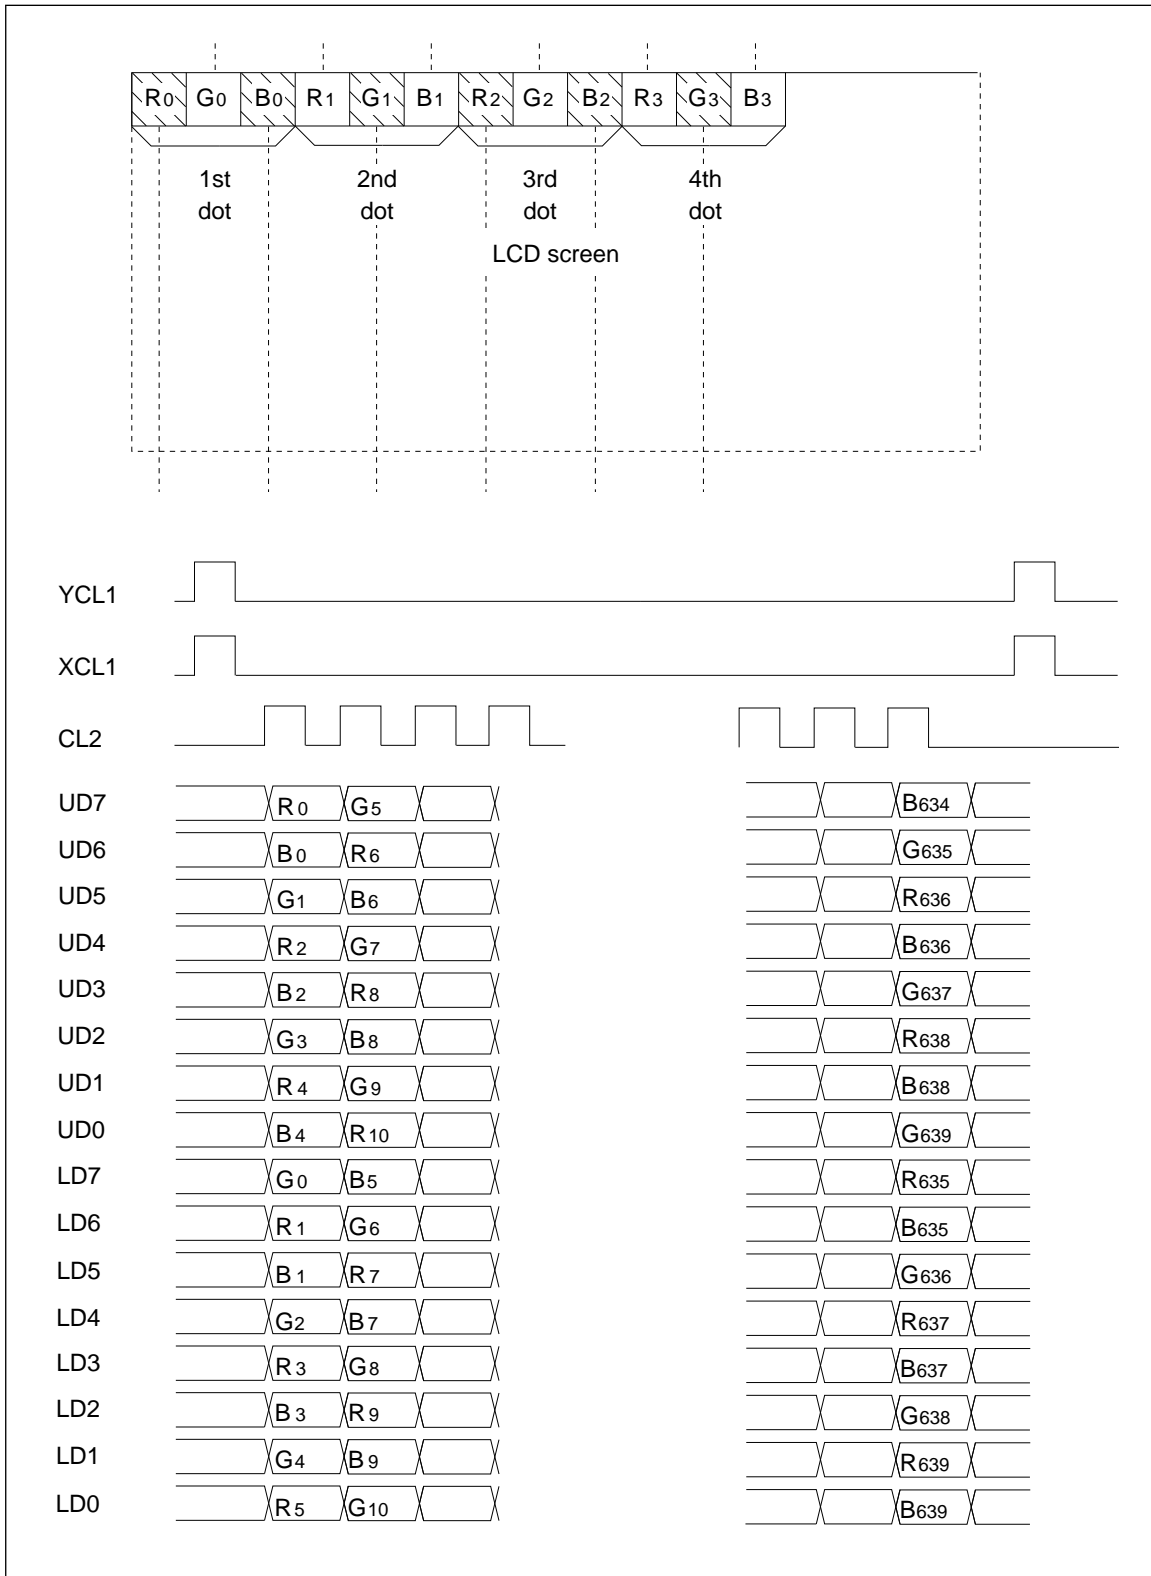 R0 G0 B0 R1 G1 B1 R2 G2 B2 R3 G3 B3
1st dot
2nd dot
3rd dot
4th dot
LCD screen
YCL1
XCL1
CL2
UD7 R0 G5 B634
UD6 B0 R6 G635
UD5 G1 B6 R636
UD4 R2 G7 B636
UD3 B2 R8 G637
UD2 G3 B8 R638
UD1 R4 G9 B638
UD0 B4 R10 G639
LD7 G0 B5 R635
LD6 R1 G6 B635
LD5 B1 R7 G636
LD4 G2 B7 R637
LD3 R3 G8 B637
LD2 B3 R9 G638
LD1 G4 B9 R639
LD0 R5 G10 B639